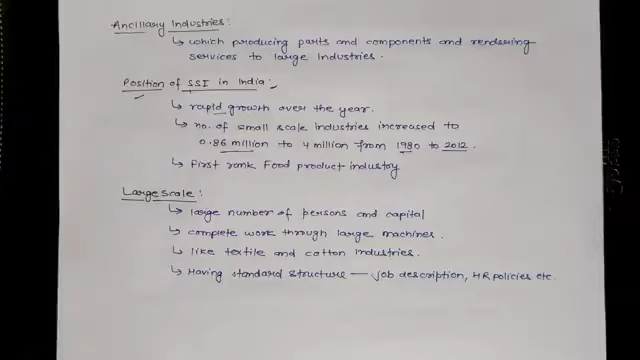 Ancillary Industries:
↳ which producing parts and components and rendering
services to large industries.
Position of SSI in India:
↳ rapid growth over the year.
↳ no. of small scale industries increased to
0.86 million to 4 million from 1980 to 2012.
↳ First rank Food product industry
Large scale:
↳ large number of persons and capital
↳ complete work through large machines.
↳ like textile and cotton industries.
↳ Having standard structure — job description, HR policies etc.